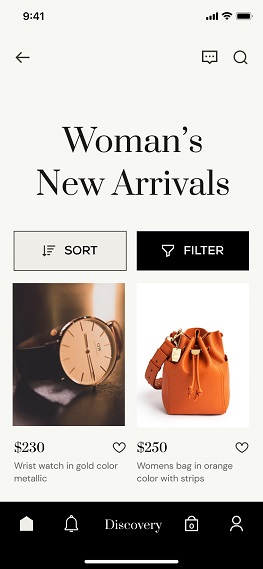 9:41
Woman's
New Arrivals
SORT
FILTER
$230
$250
Wrist watch in gold color
metallic
Womens bag in orange
color with strips
Discovery